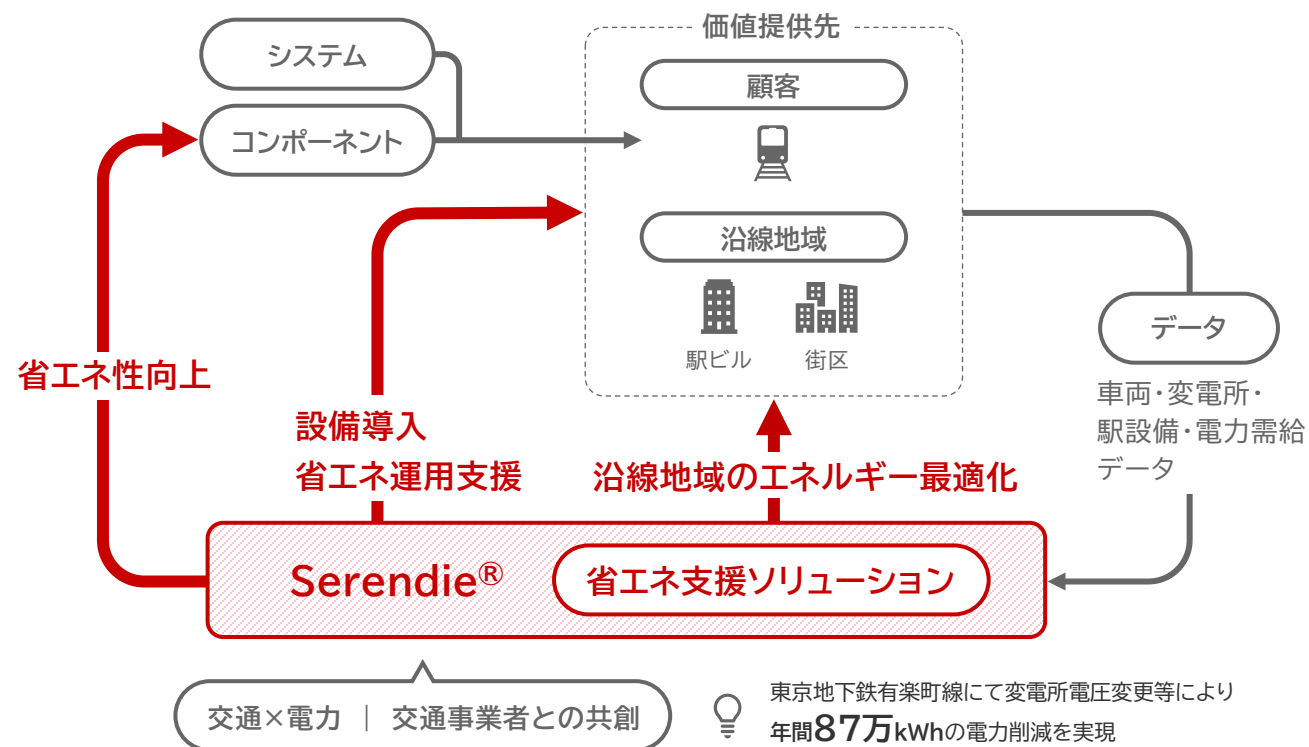 価値提供先
システム
コンポーネント
顧客
沿線地域
駅ビル
街区
データ
車両・変電所・
駅設備・電力需給
データ
省エネ性向上
設備導入
省エネ運用支援
沿線地域のエネルギー最適化
Serendie®
省エネ支援ソリューション
交通×電力 | 交通事業者との共創
東京地下鉄有楽町線にて変電所電圧変更等により
年間87万kWhの電力削減を実現